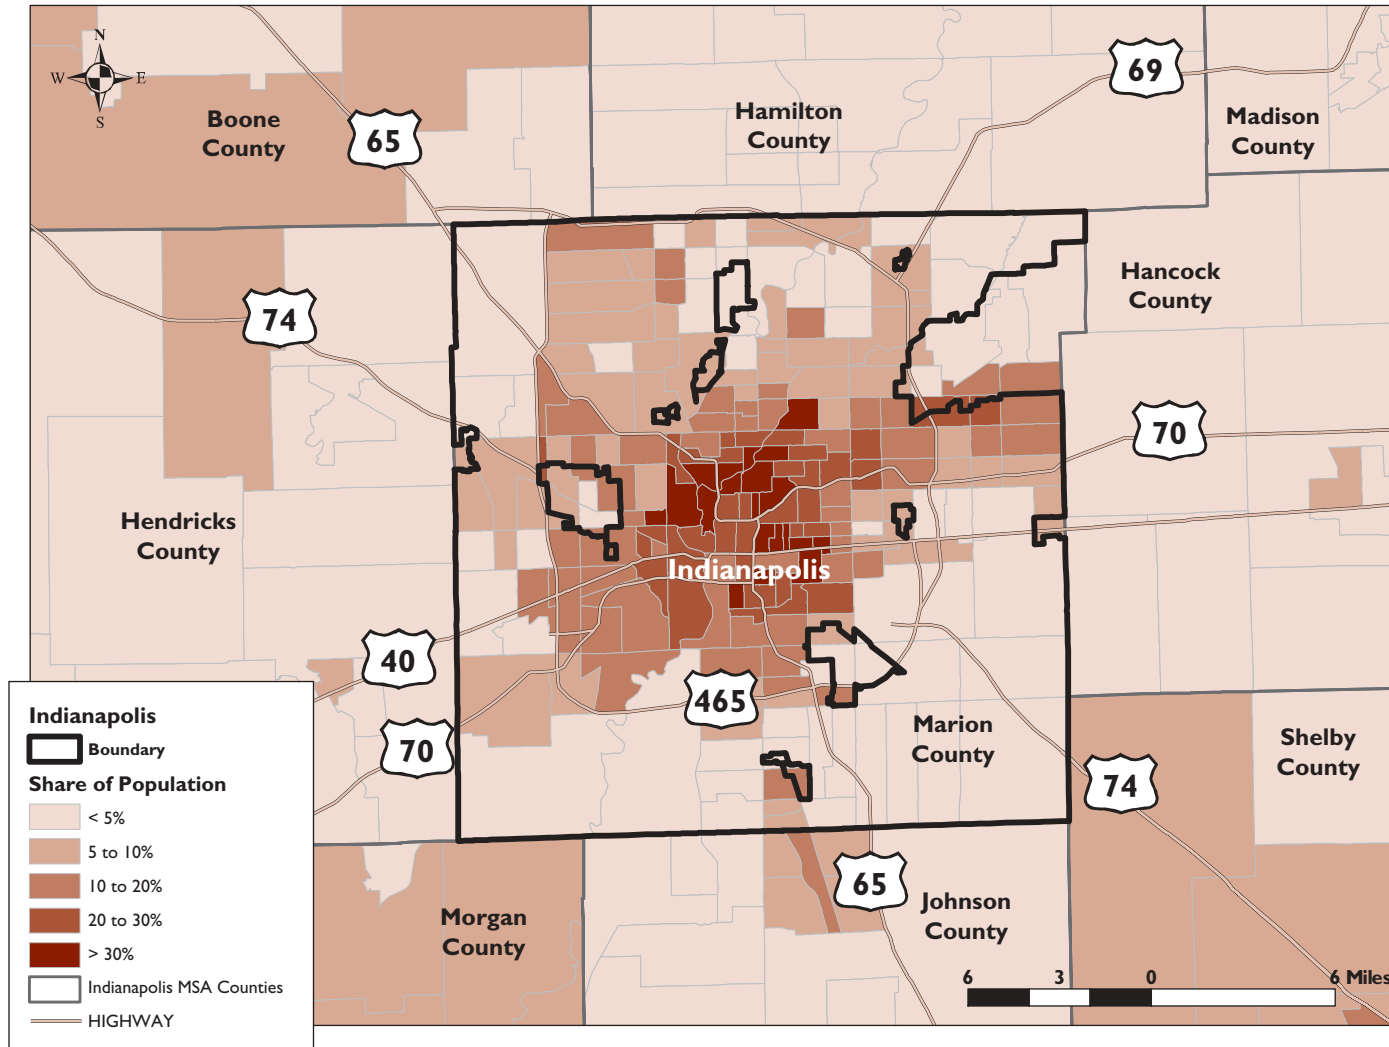 N
W E
S
69
Boone
County
65
Hamilton
County
Madison
County
74
Hancock
County
70
Hendricks
County
Indianapolis
40
465
70
Marion
County
Shelby
County
74
65
Morgan
County
Johnson
County
6 3 0 6 Miles
Indianapolis
Boundary
Share of Population
< 5%
5 to 10%
10 to 20%
20 to 30%
> 30%
Indianapolis MSA Counties
HIGHWAY